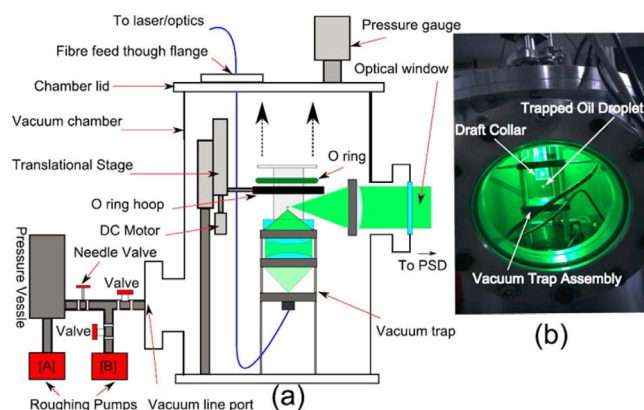 To laser/optics
Fibre feed though flange
Chamber lid
Vacuum chamber
Translational Stage
O ring hoop
DC Motor
Needle Valve
Valve
Valve
Pressure Vessle
[A]
[B]
Roughing Pumps
Vacuum line port
Pressure gauge
Optical window
O ring
To PSD
Vacuum trap
(a)
Trapped Oil Droplet
Draft Collar
Vacuum Trap Assembly
(b)